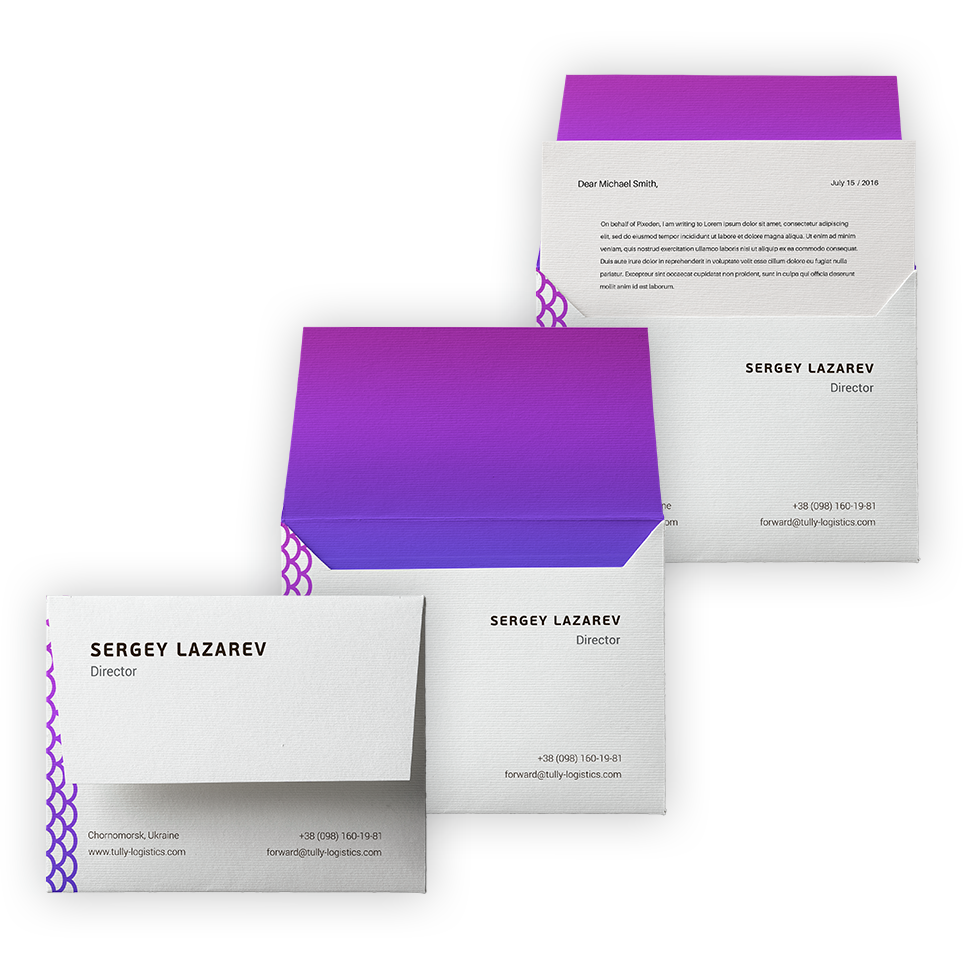 Dear Michael Smith,
July 15 / 2016
On behalf of Pixeden, I am writing to Lorem ipsum dolor sit amet, consectetur adipiscing
elit, sed do eiusmod tempor incididunt ut labore et dolore magna aliqua. Ut enim ad minim
veniam, quis nostrud exercitation ullamco laboris nisi ut aliquip ex ea commodo consequat.
Duis aute irure dolor in reprehenderit in voluptate velit esse cillum dolore eu fugiat nulla
pariatur. Excepteur sint occaecat cupidatat non proident, sunt in culpa qui officia deserunt
mollit anim id est laborum.
SERGEY LAZAREV
Director
ne
+38 (098) 160-19-81
om
forward@tully-logistics.com
SERGEY LAZAREV
Director
+38 (098) 160-19-81
forward@tully-logistics.com
SERGEY LAZAREV
Director
Chornomorsk, Ukraine
+38 (098) 160-19-81
www.tully-logistics.com
forward@tully-logistics.com